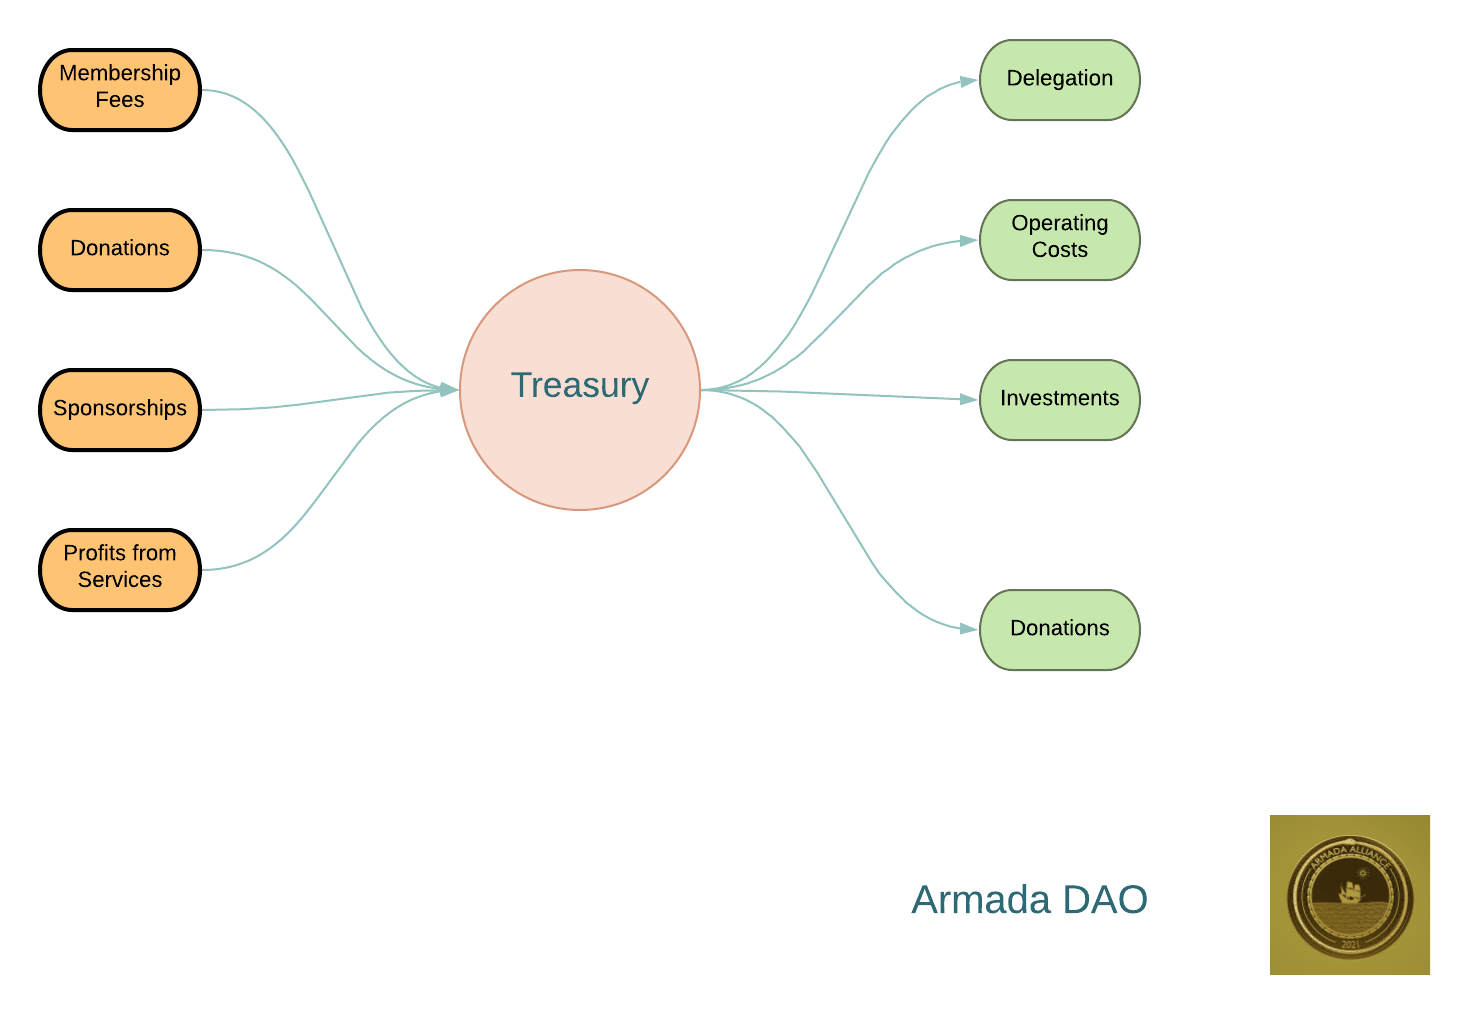 Membership
Fees
Donations
Sponsorships
Profits from
Services
Treasury
Delegation
Operating
Costs
Investments
Donations
Armada DAO
ARMADA ALLIANCE
2021